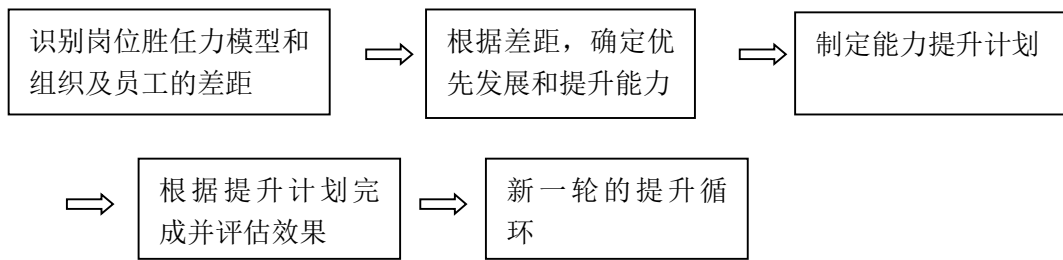 识别岗位胜任力模型和
组织及员工的差距
根据差距，确定优
先发展和提升能力
制定能力提升计划
根据提升计划完
成并评估效果
新一轮的提升循
环